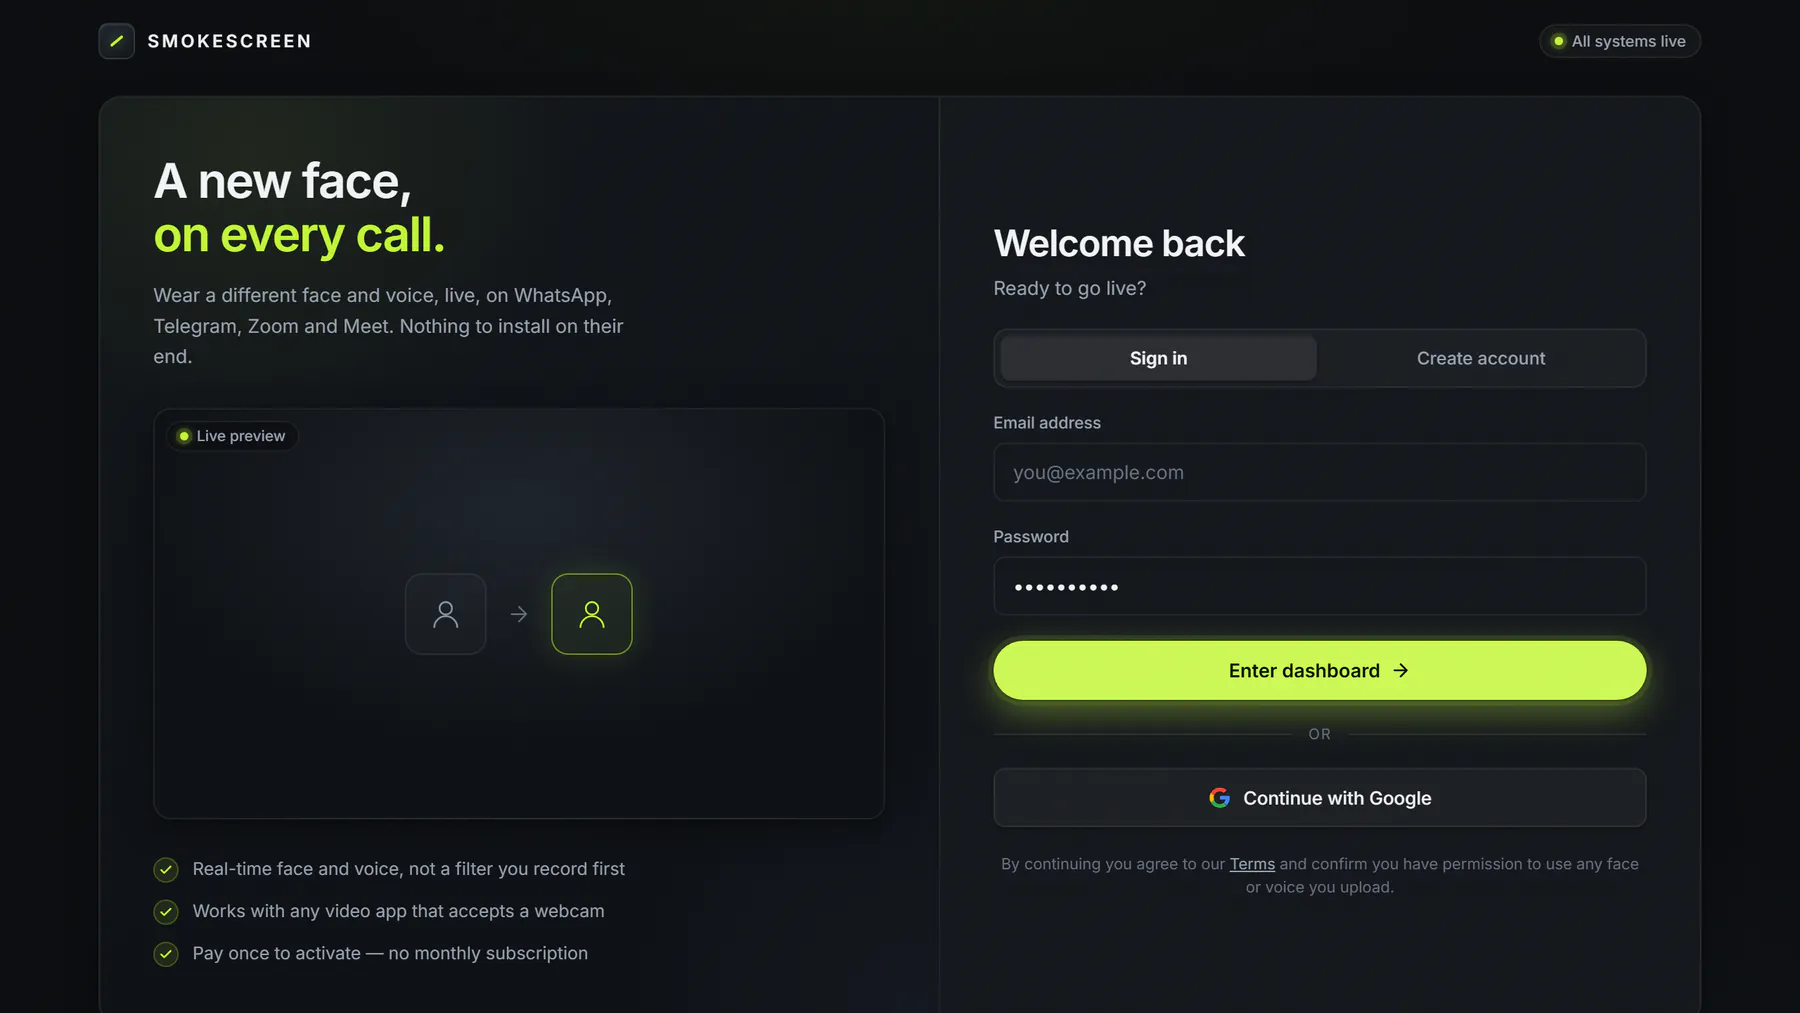 SMOKESCREEN
All systems live
A new face,
on every call.
Wear a different face and voice, live, on WhatsApp,
Telegram, Zoom and Meet. Nothing to install on their
end.
Live preview
Real-time face and voice, not a filter you record first
Works with any video app that accepts a webcam
Pay once to activate — no monthly subscription
Welcome back
Ready to go live?
Sign in
Create account
Email address
you@example.com
Password
••••••••••
Enter dashboard →
OR
Continue with Google
By continuing you agree to our Terms and confirm you have permission to use any face
or voice you upload.